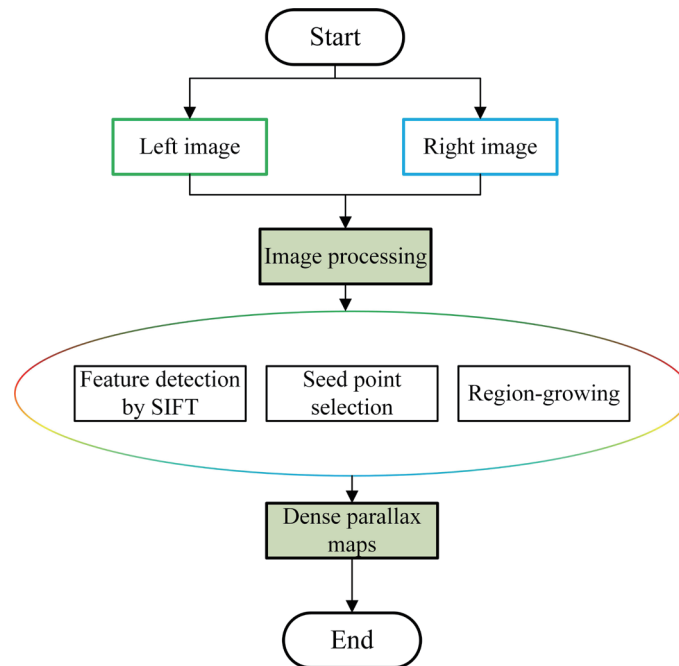 Start
Left image
Right image
Image processing
Feature detection
by SIFT
Seed point
selection
Region-growing
Dense parallax
maps
End